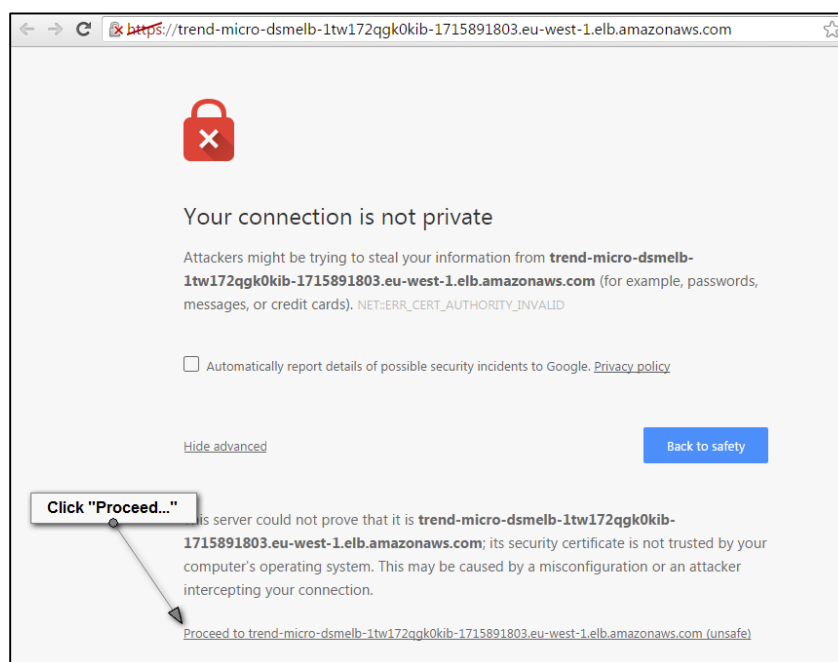 https://trend-micro-dsmelb-1tw172qgk0kib-1715891803.eu-west-1.elb.amazonaws.com
Your connection is not private
Attackers might be trying to steal your information from trend-micro-dsmelb-
1tw172qgk0kib-1715891803.eu-west-1.elb.amazonaws.com (for example, passwords,
messages, or credit cards). NET::ERR_CERT_AUTHORITY_INVALID
Automatically report details of possible security incidents to Google. Privacy policy
Hide advanced
Back to safety
Click "Proceed..."
is server could not prove that it is trend-micro-dsmelb-1tw172qgk0kib-
1715891803.eu-west-1.elb.amazonaws.com; its security certificate is not trusted by your
computer's operating system. This may be caused by a misconfiguration or an attacker
intercepting your connection.
Proceed to trend-micro-dsmelb-1tw172qgk0kib-1715891803.eu-west-1.elb.amazonaws.com (unsafe)